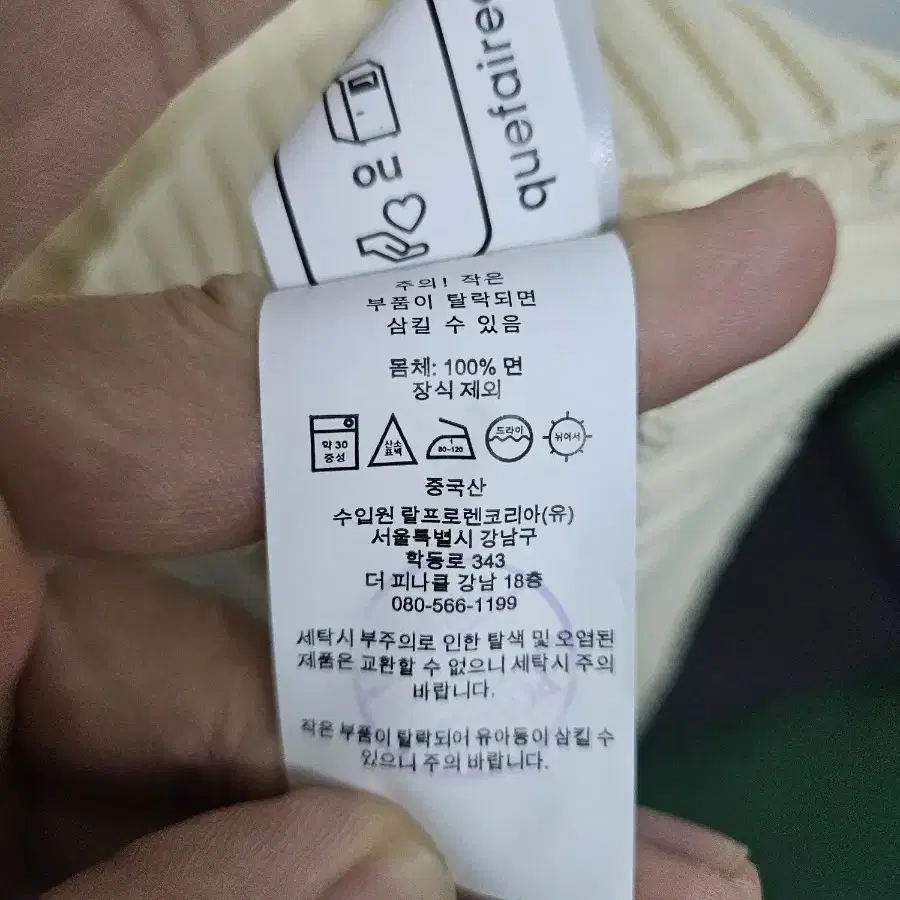 quefaire
OU
주의! 작은
부품이 탈락되면
삼킬 수 있음
몸체: 100% 면
장식 제외
약 30
중성
산소
표백
1
80~120
드라이
뉘어서
중국산
수입원 랄프로렌코리아(유)
서울특별시 강남구
학동로 343
더 피나클 강남 18층
080-566-1199
세탁시 부주의로 인한 탈색 및 오염된
제품은 교환할 수 없으니 세탁시 주의
바랍니다.
작은 부품이 탈락되어 유아동이 삼킬 수
있으니 주의 바랍니다.